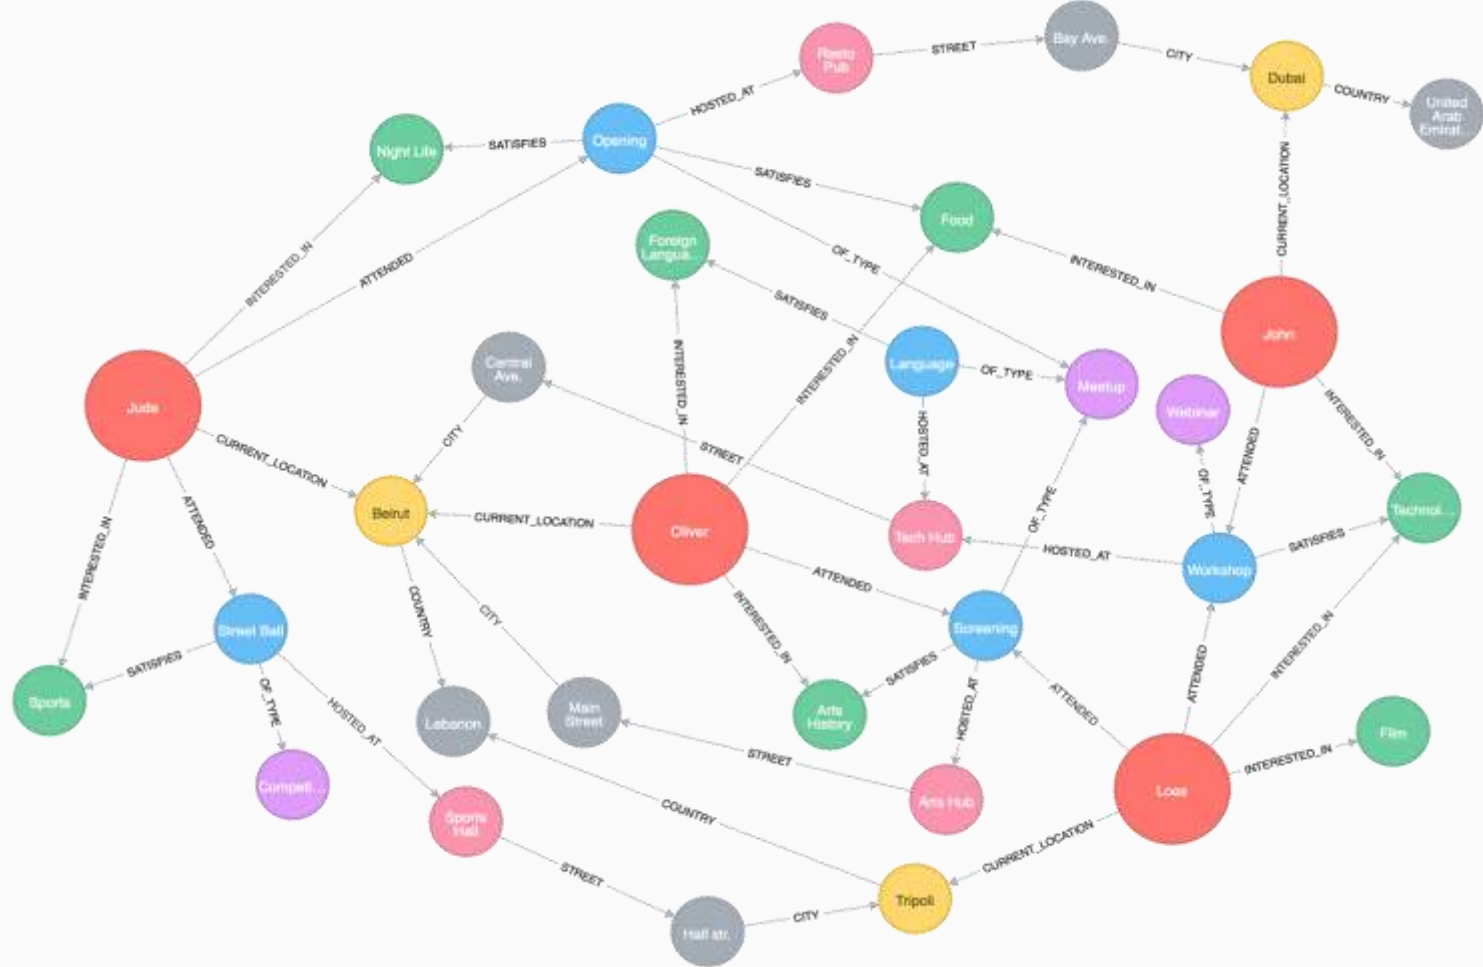 Bay Ave.
Resto
Pub
STREET
CITY
Dubai
COUNTRY
United
Arab
Emirat...
HOSTED_AT
Opening
Night Life
SATISFIES
SATISFIES
CURRENT_LOCATION
Food
Foreign
Langua...
OF_TYPE
INTERESTED_IN
INTERESTED_IN
ATTENDED
SATISFIES
John
Central
Ave.
Language
OF_TYPE
Meetup
INTERESTED_IN
INTERESTED_IN
Jude
Webinar
INTERESTED_IN
CITY
STREET
HOSTED_AT
ATTENDED
CURRENT_LOCATION
OF_TYPE
OF_TYPE
Beirut
CURRENT_LOCATION
Oliver
Technol...
ATTENDED
Tech Hub
HOSTED_AT
SATISFIES
INTERESTED_IN
Workshop
ATTENDED
COUNTRY
CITY
INTERESTED_IN
Street Ball
Screening
INTERESTED_IN
SATISFIES
SATISFIES
ATTENDED
Sports
OF_TYPE
HOSTED_AT
Lebanon
Main
Street
Arts
History
HOSTED_AT
ATTENDED
Film
Competi...
STREET
INTERESTED_IN
Loes
Arts Hub
Sports
Hall
COUNTRY
CURRENT_LOCATION
STREET
Tripoli
Hall str.
CITY